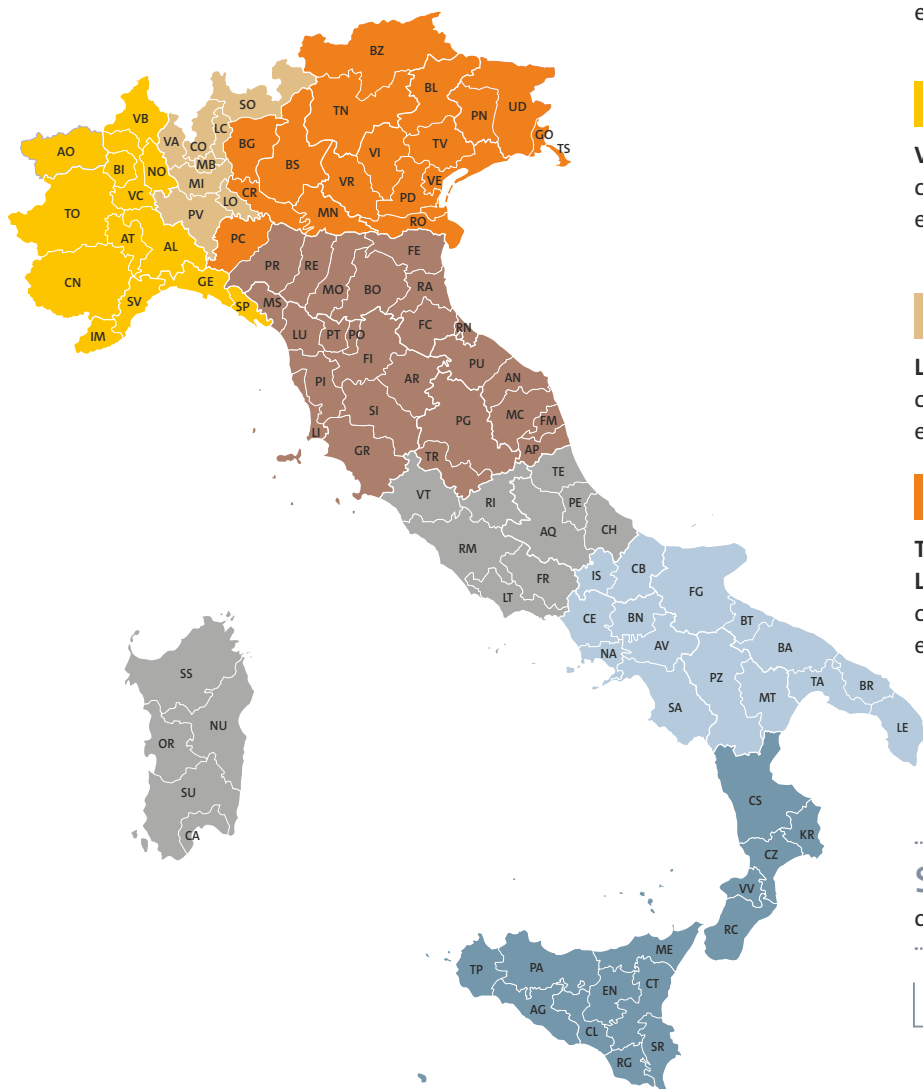 e
BZ
BL
SO
PN
UD
LC
VB
VA
CO
BG
TN
GO
TS
AO
MB
BS
VI
TV
BI
NO
MI
VR
VE
VC
CR
LO
PD
V
TO
PV
MN
RO
c
AT
AL
PC
e
FE
CN
GE
PR
RE
MO
BO
RA
SV
SP
MS
IM
LU
PT
PO
FC
RN
FI
PU
L
PI
AR
AN
c
SI
PG
MC
FM
e
LI
GR
TR
AP
TE
VT
RI
PE
AQ
CH
RM
T
FR
IS
CB
L
LT
FG
c
CE
BN
BT
e
NA
AV
BA
SS
PZ
TA
BR
SA
MT
NU
LE
OR
SU
CS
CA
KR
CZ
S
VV
c
RC
ME
TP
PA
CT
EN
AG
CL
SR
RG